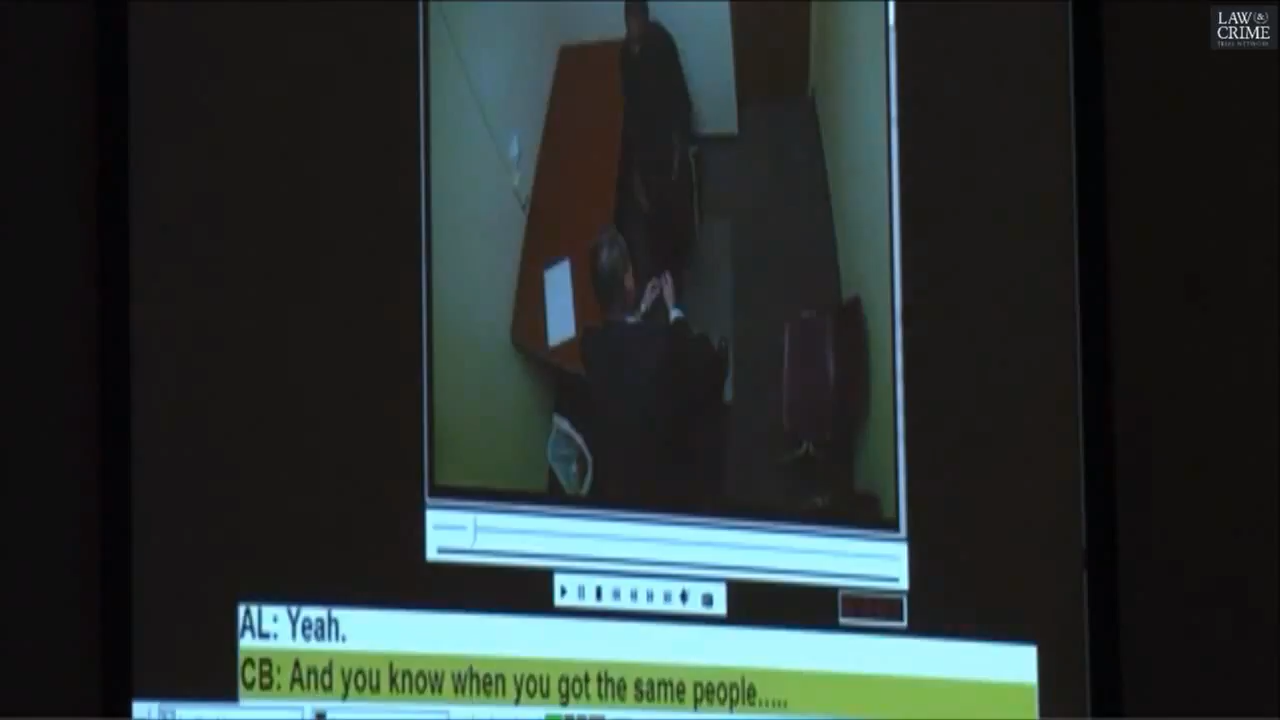 LAW &
CRIME
AL: Yeah.
CB: And you know when you got the same people.....